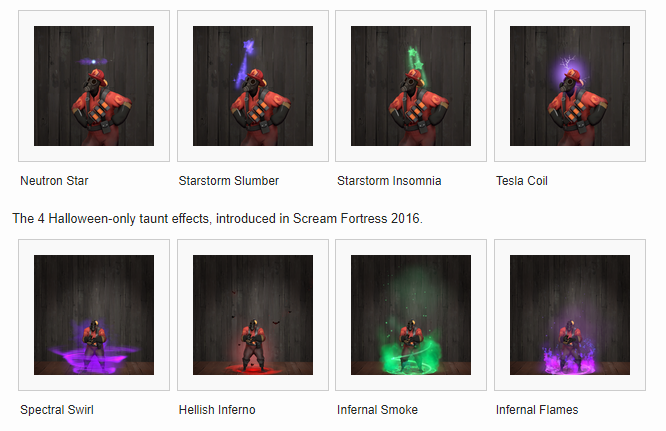 Neutron Star
Starstorm Slumber
Starstorm Insomnia
Tesla Coil
The 4 Halloween-only taunt effects, introduced in Scream Fortress 2016.
Spectral Swirl
Hellish Inferno
Infernal Smoke
Infernal Flames